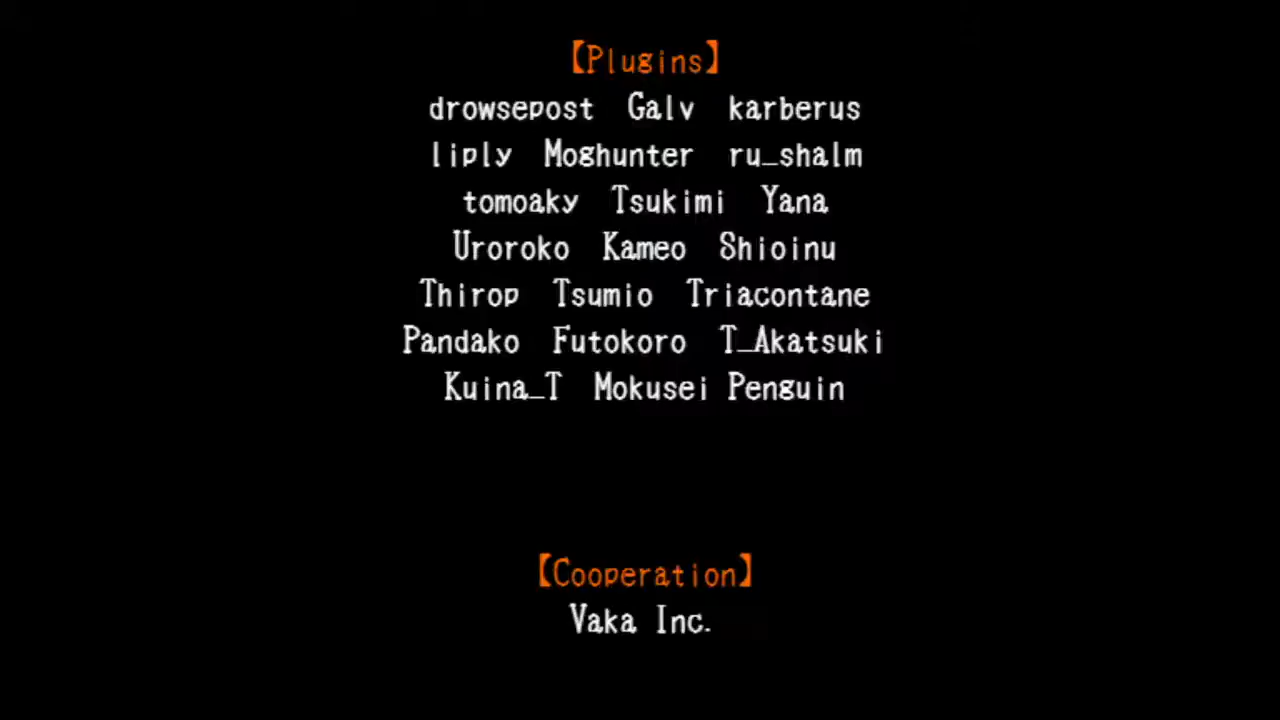 【Plugins】
drowsepost Galv karberus
liply Moghunter ru_shalm
tomoaky Tsukimi Yana
Uroroko Kameo Shioinu
Thirop Tsumio Triacontane
Pandako Futokoro T_Akatsuki
Kuina_T Mokusei Penguin
【Cooperation】
Vaka Inc.